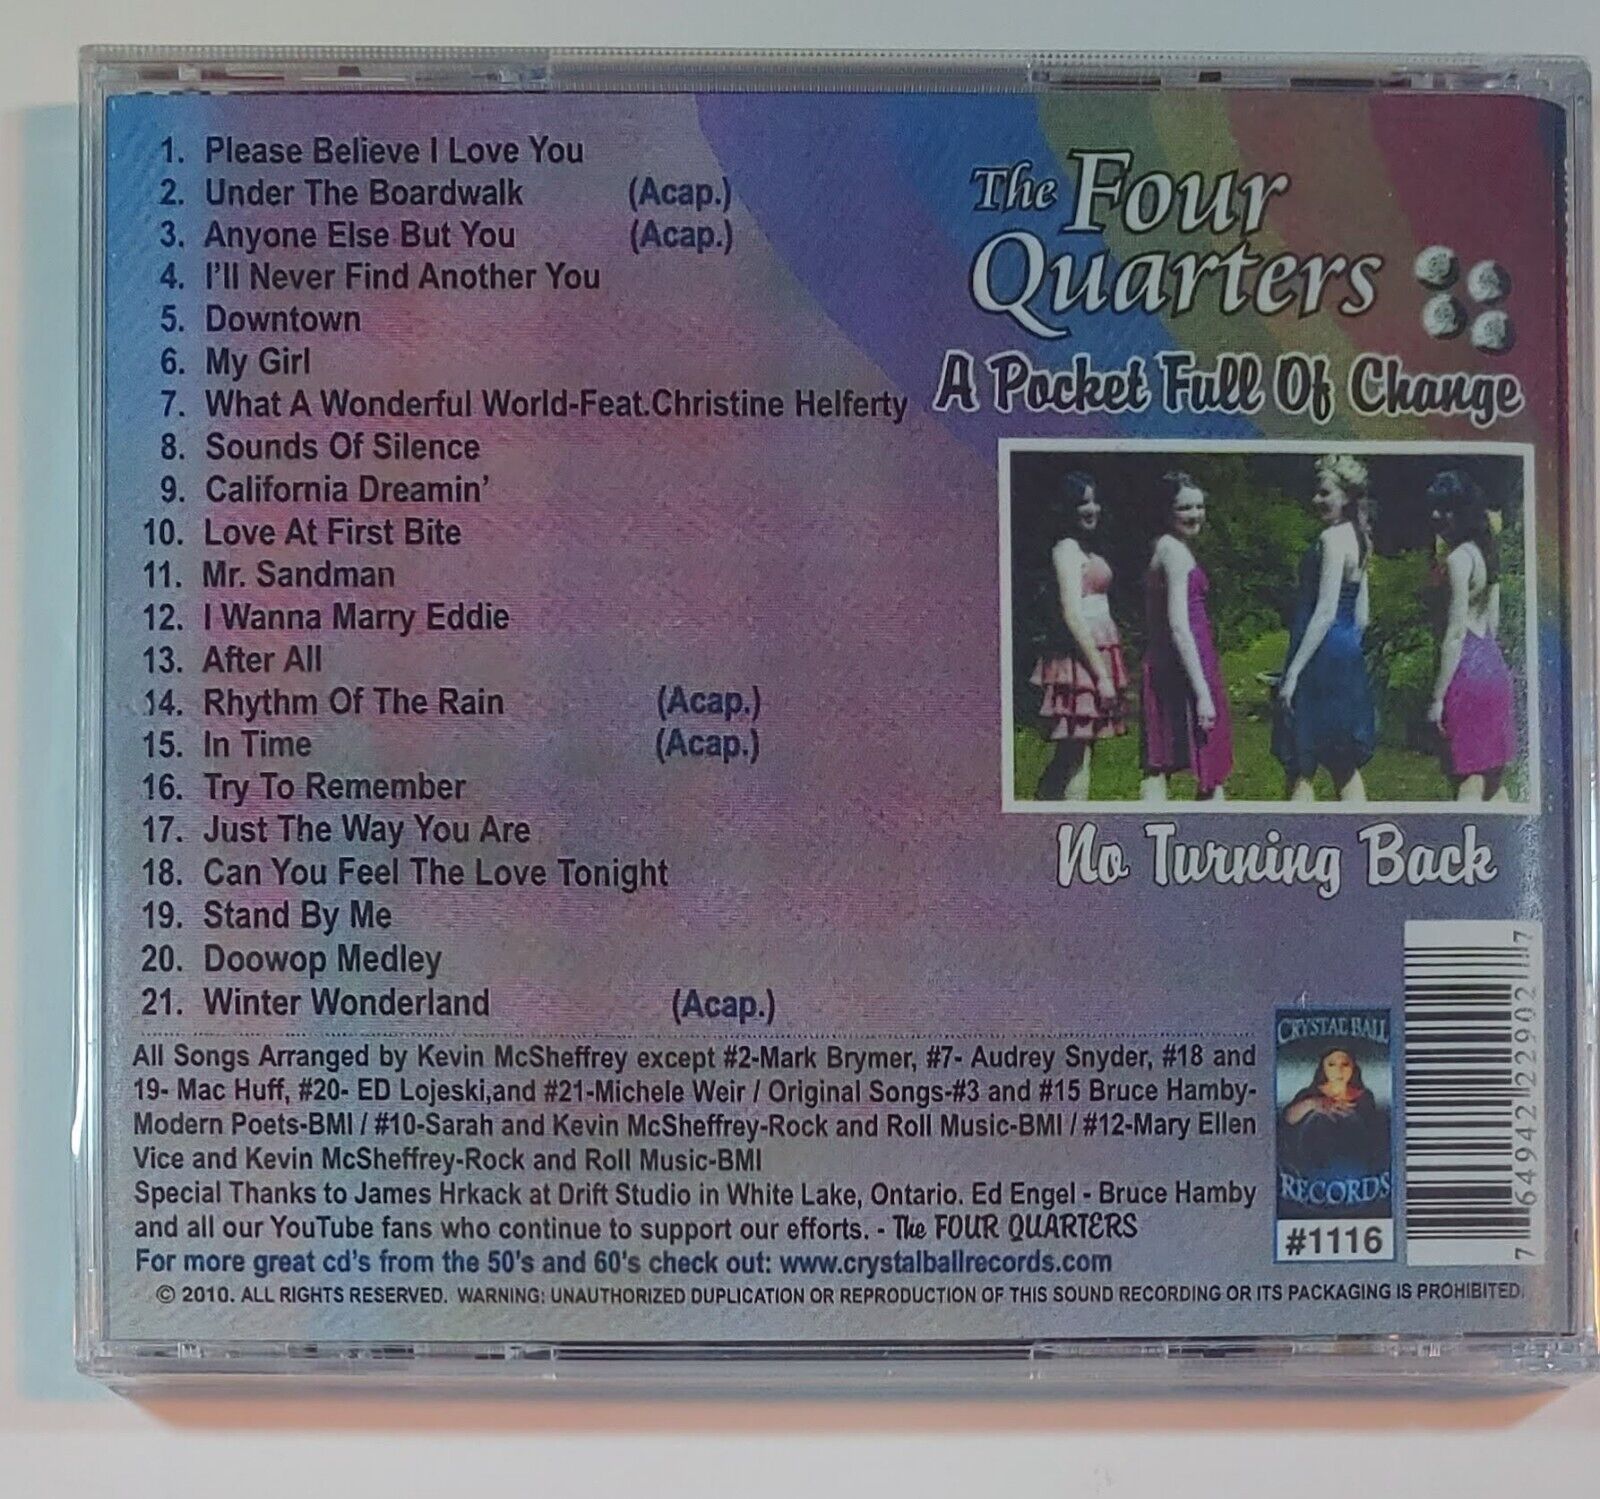 1. Please Believe I Love You
2. Under The Boardwalk (Acap.)
3. Anyone Else But You (Acap.)
4. I'll Never Find Another You
5. Downtown
6. My Girl
7. What A Wonderful World-Feat.Christine Helferty
8. Sounds Of Silence
9. California Dreamin'
10. Love At First Bite
11. Mr. Sandman
12. I Wanna Marry Eddie
13. After All
14. Rhythm Of The Rain (Acap.)
15. In Time (Acap.)
16. Try To Remember
17. Just The Way You Are
18. Can You Feel The Love Tonight
19. Stand By Me
20. Doowop Medley
21. Winter Wonderland (Acap.)
The Four
Quarters
A Pocket Full Of Change
No Turning Back
All Songs Arranged by Kevin McSheffrey except #2-Mark Brymer, #7- Audrey Snyder, #18 and
19- Mac Huff, #20- ED Lojeski,and #21-Michele Weir / Original Songs-#3 and #15 Bruce Hamby-
Modern Poets-BMI / #10-Sarah and Kevin McSheffrey-Rock and Roll Music-BMI / #12-Mary Ellen
Vice and Kevin McSheffrey-Rock and Roll Music-BMI
Special Thanks to James Hrkack at Drift Studio in White Lake, Ontario. Ed Engel - Bruce Hamby
and all our YouTube fans who continue to support our efforts. - The FOUR QUARTERS
For more great cd's from the 50's and 60's check out: www.crystalballrecords.com
© 2010. ALL RIGHTS RESERVED. WARNING: UNAUTHORIZED DUPLICATION OR REPRODUCTION OF THIS SOUND RECORDING OR ITS PACKAGING IS PROHIBITED.
CRYSTAL BALL
RECORDS
#1116
7 64942 22902 7